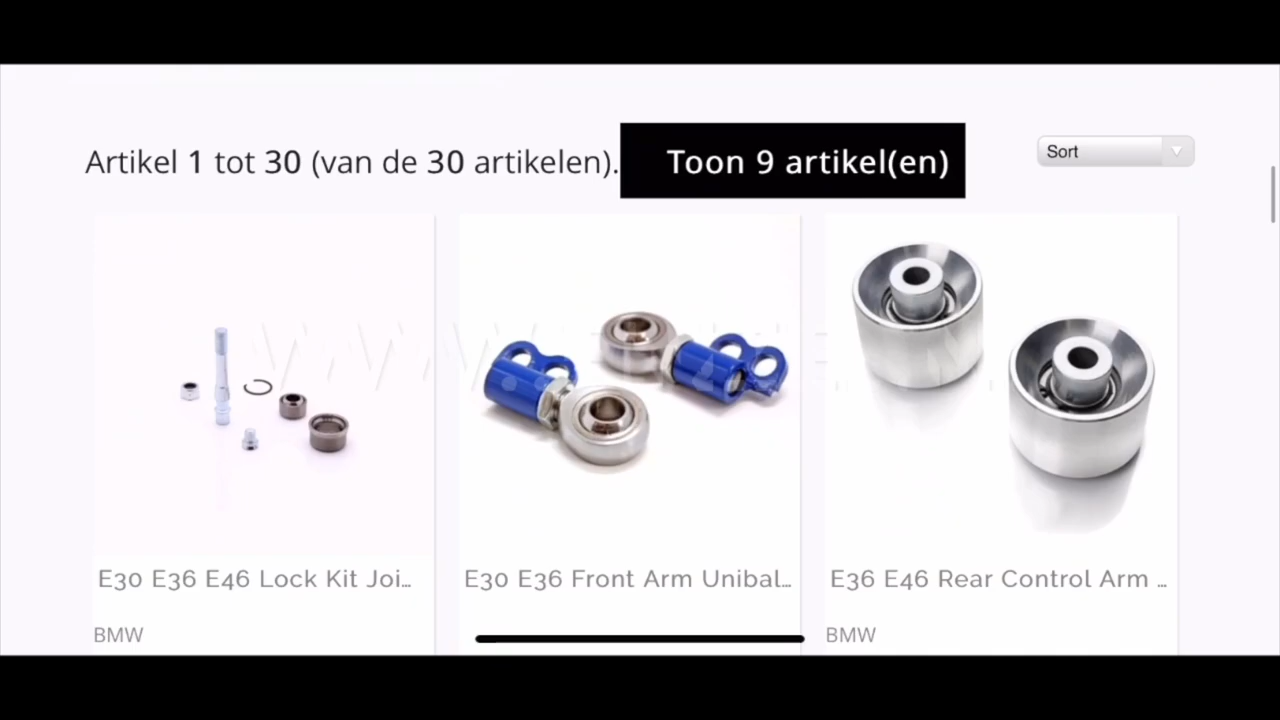 Artikel 1 tot 30 (van de 30 artikelen).
Toon 9 artikel(en)
Sort
E30 E36 E46 Lock Kit Joi…
E30 E36 Front Arm Unibal…
E36 E46 Rear Control Arm …
BMW
BMW